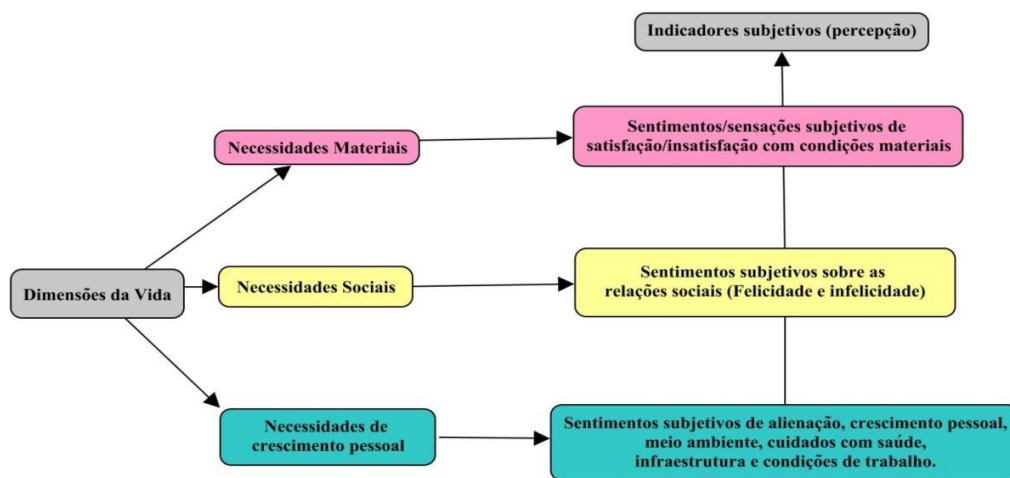 Indicadores subjetivos (percepção)
Necessidades Materiais
Sentimentos/sensações subjetivos de
satisfação/insatisfação com condições materiais
Dimensões da Vida
Necessidades Sociais
Sentimentos subjetivos sobre as
relações sociais (Felicidade e infelicidade)
Necessidades de
crescimento pessoal
Sentimentos subjetivos de alienação, crescimento pessoal,
meio ambiente, cuidados com saúde,
infraestrutura e condições de trabalho.